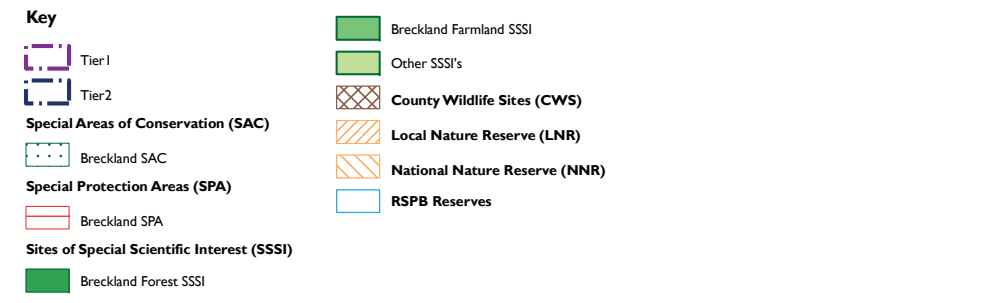 Key
Tier1
Tier2
Special Areas of Conservation (SAC)
Breckland SAC
Special Protection Areas (SPA)
Breckland SPA
Sites of Special Scientific Interest (SSSI)
Breckland Forest SSSI
Breckland Farmland SSSI
Other SSSI's
County Wildlife Sites (CWS)
Local Nature Reserve (LNR)
National Nature Reserve (NNR)
RSPB Reserves